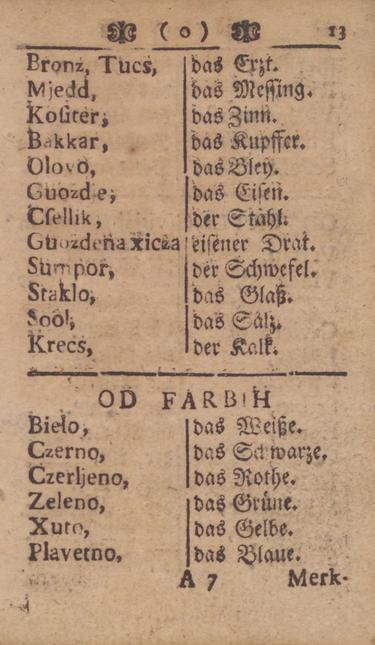 ( o ) 13
Bronz, Tucs, das Erzt.
Mjedd, das Messing.
Kositer, das Zinn.
Bakkar, das Kupffer.
Olovo, das Bley.
Guozdje, das Eisen.
Csellik, der Stahl.
Guozdena xicza eisener Drat.
Sumpor, der Schwefel.
Staklo, das Glaß.
Sool, das Salz.
Krecs, der Kalk.
OD FARBIH
Bielo, das Weiße.
Czerno, das Schwarze.
Czerljeno, das Rothe.
Zeleno, das Grüne.
Xuto, das Gelbe.
Plavetno, das Blaue.
A 7 Merk-